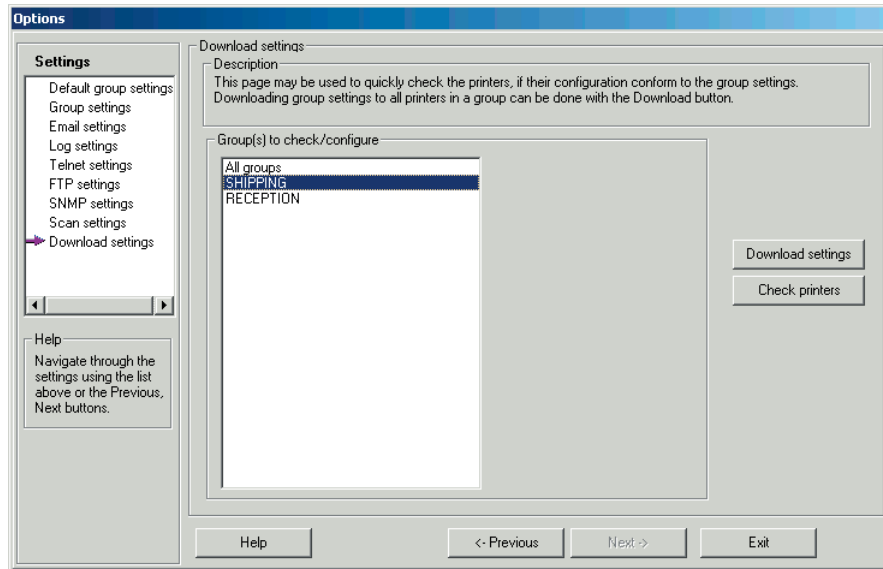 Options
Settings
Default group settings
Group settings
Email settings
Log settings
Telnet settings
FTP settings
SNMP settings
Scan settings
Download settings
Help
Navigate through the
settings using the list
above or the Previous,
Next buttons.
Download settings
Description
This page may be used to quickly check the printers, if their configuration conform to the group settings.
Downloading group settings to all printers in a group can be done with the Download button.
Group(s) to check/configure
All groups
SHIPPING
RECEPTION
Download settings
Check printers
Help
<- Previous
Next ->
Exit